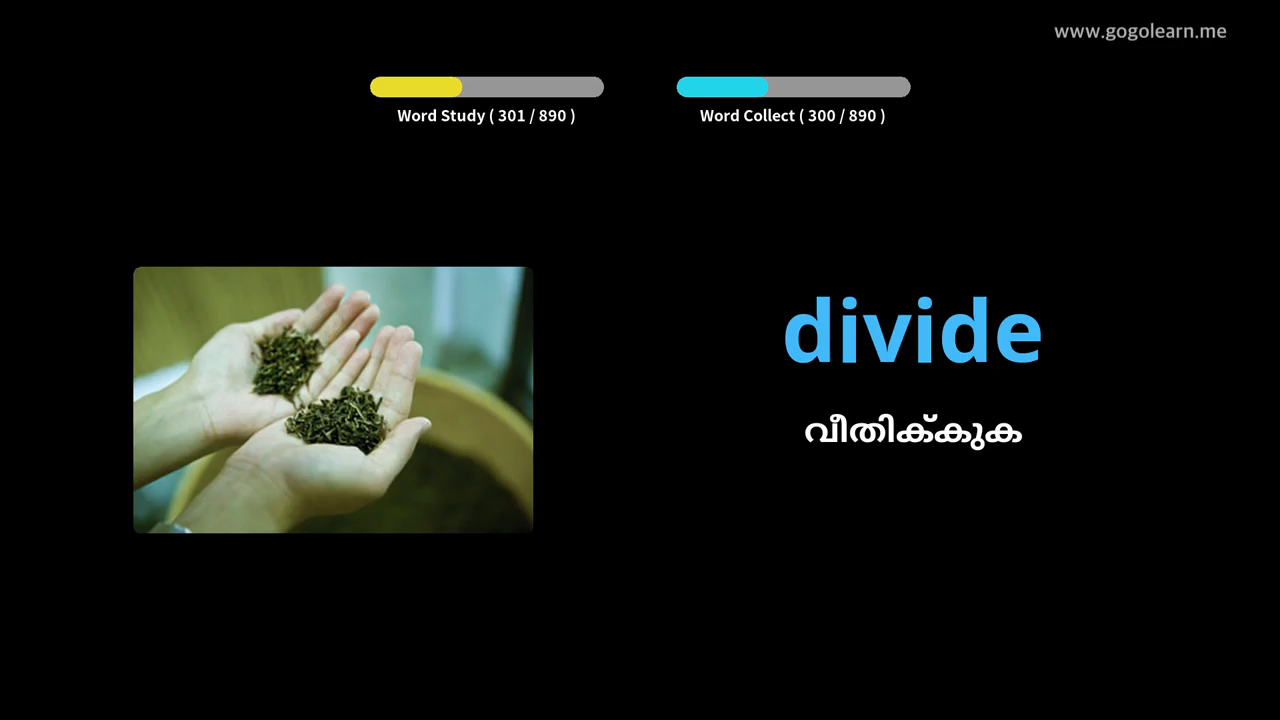 www.gogolearn.me
Word Study ( 301 / 890 )
Word Collect ( 300 / 890 )
divide
വീതിക്കുക